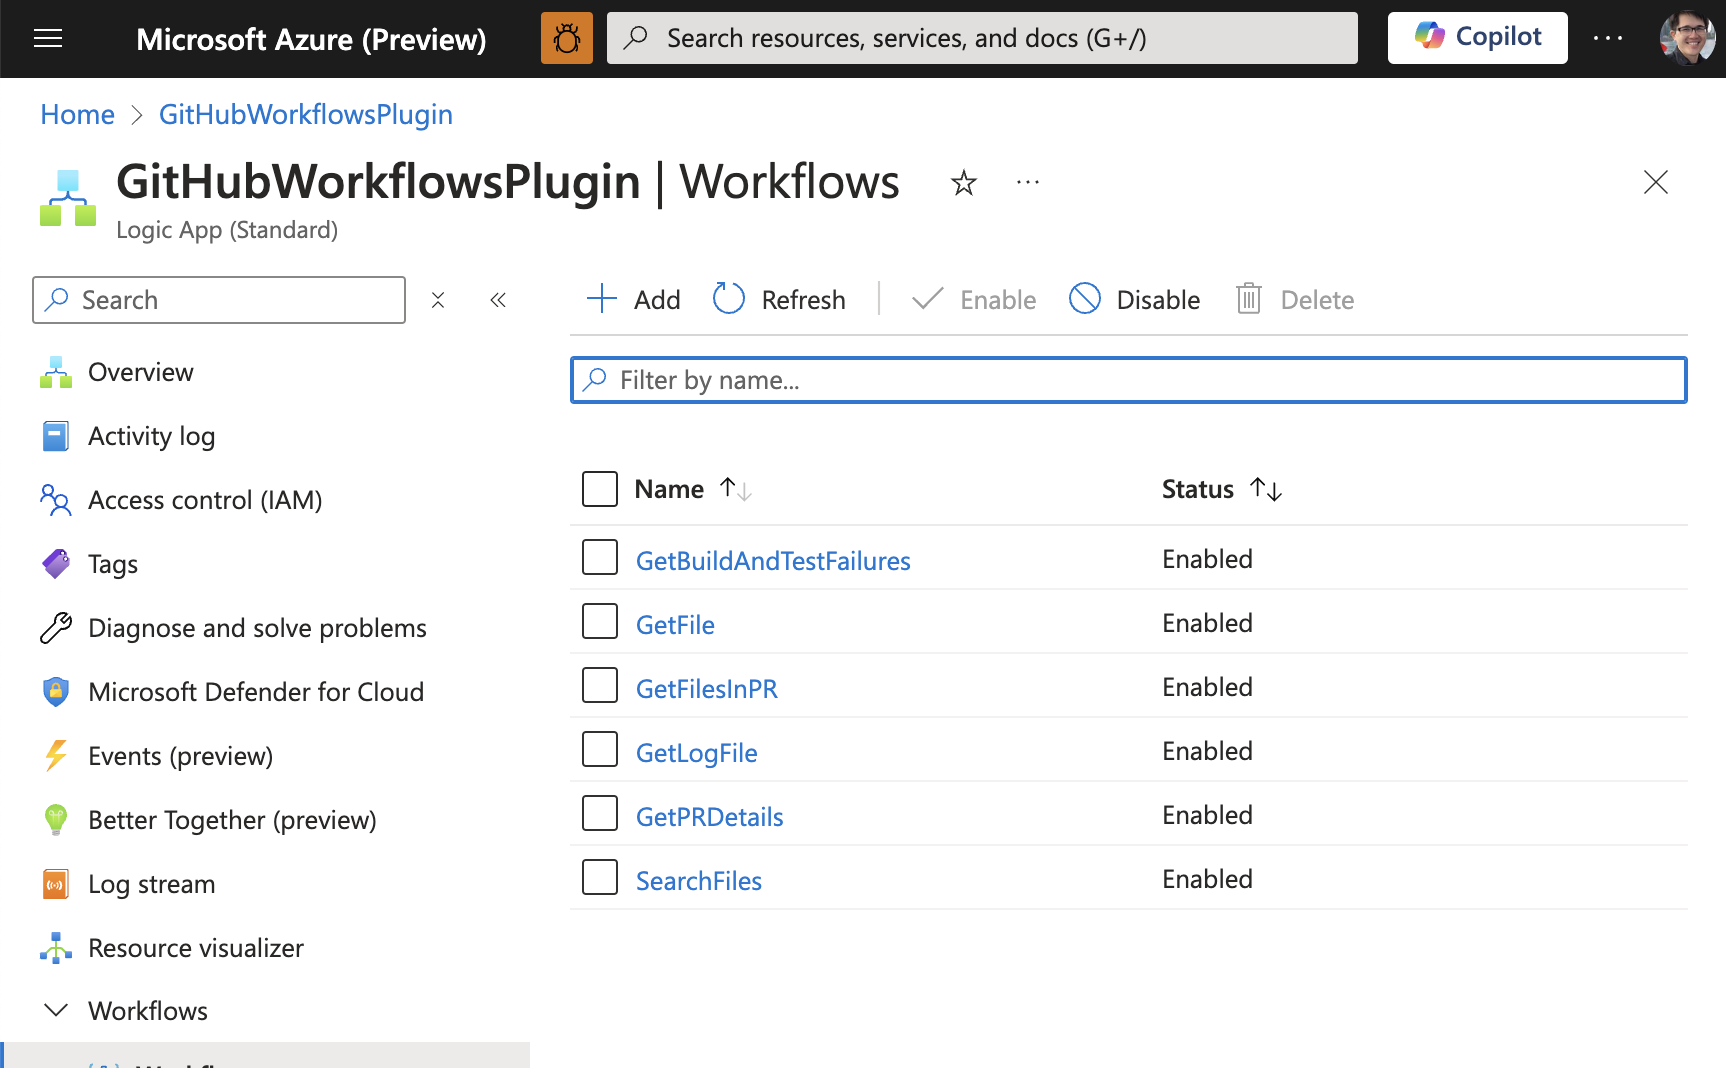 Microsoft Azure (Preview)
Search resources, services, and docs (G+/)
Copilot
Home > GitHubWorkflowsPlugin
GitHubWorkflowsPlugin | Workflows
Logic App (Standard)
Search
Add Refresh Enable Disable Delete
Filter by name...
Overview
Activity log
Access control (IAM)
Tags
Diagnose and solve problems
Microsoft Defender for Cloud
Events (preview)
Better Together (preview)
Log stream
Resource visualizer
Workflows
Name Status
GetBuildAndTestFailures Enabled
GetFile Enabled
GetFilesInPR Enabled
GetLogFile Enabled
GetPRDetails Enabled
SearchFiles Enabled